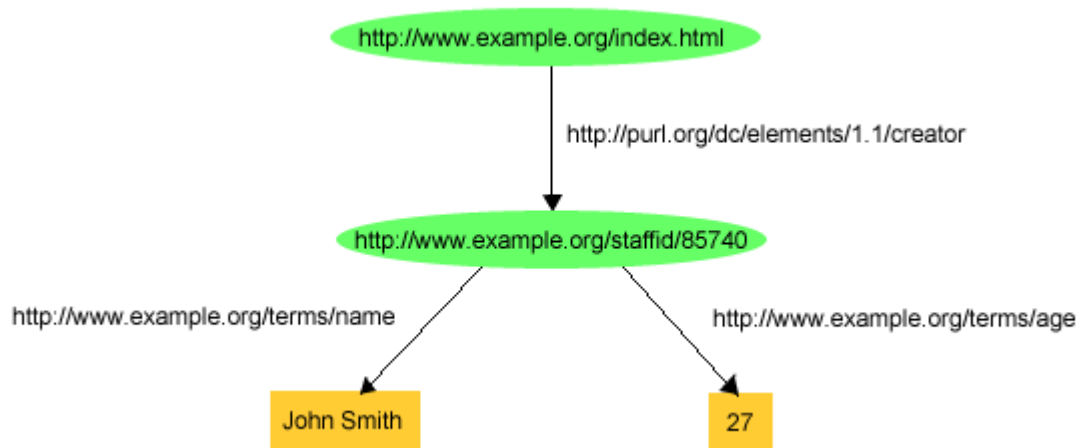 http://www.example.org/index.html
http://purl.org/dc/elements/1.1/creator
http://www.example.org/staffid/85740
http://www.example.org/terms/name
http://www.example.org/terms/age
John Smith
27